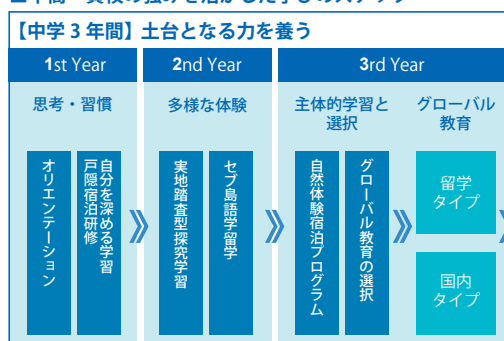 【中学3年間】土台となる力を養う
1st Year
2nd Year
3rd Year
思考・習慣
多様な体験
主体的学習と
選択
グローバル
教育
オリエンテーション
自分を深める学習
戸隠宿泊研修
実地踏査型探究学習
セブ島語学留学
自然体験宿泊プログラム
グローバル教育の選択
留学
タイプ
国内
タイプ